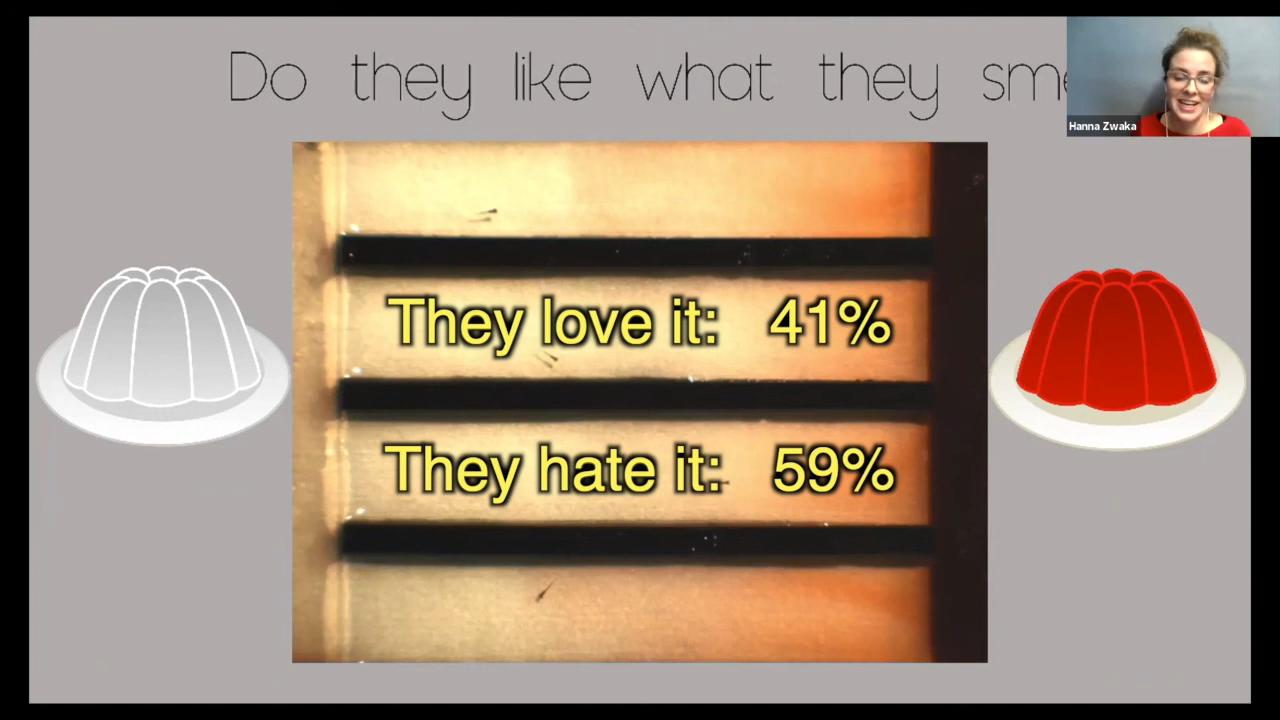 Do they like what they sme
Hanna Zwaka
They love it: 41%
They hate it: 59%